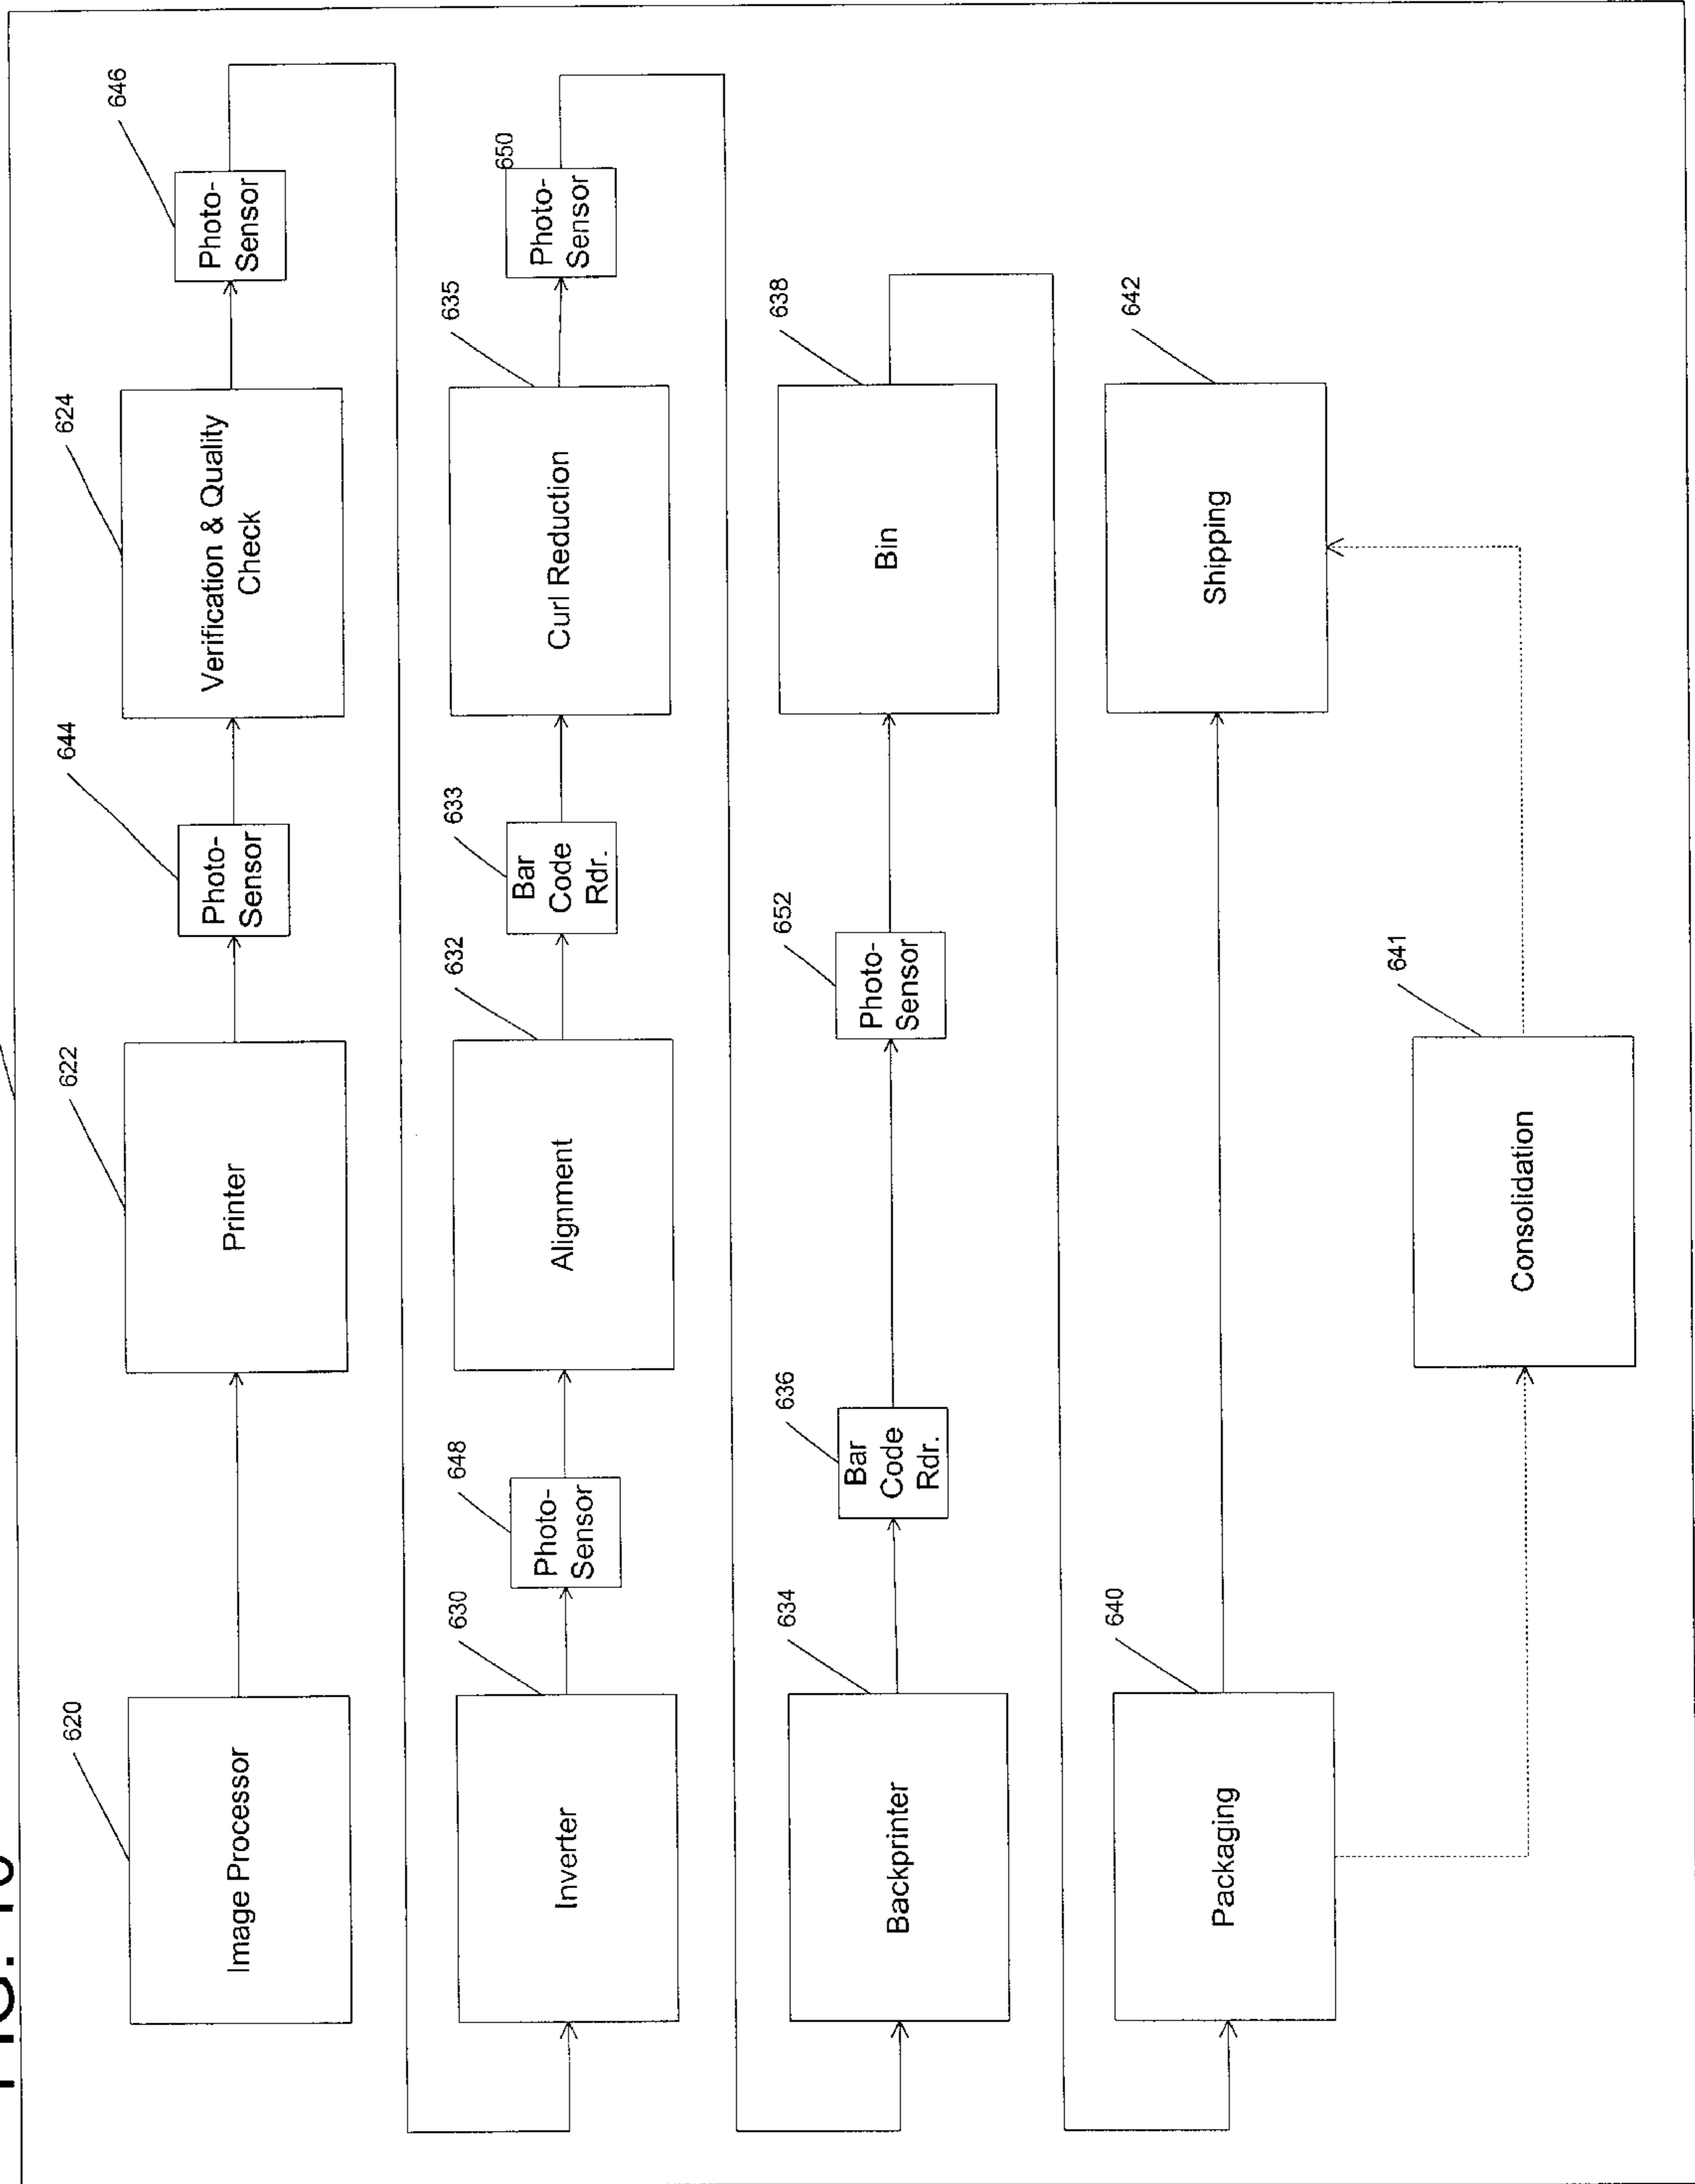 620
Image Processor
622
Printer
644
Photo-
Sensor
624
Verification & Quality
Check
646
Photo-
Sensor
630
Inverter
648
Photo-
Sensor
632
Alignment
633
Bar
Code
Rdr.
635
Curl Reduction
650
Photo-
Sensor
634
Backprinter
636
Bar
Code
Rdr.
652
Photo-
Sensor
638
Bin
640
Packaging
642
Shipping
641
Consolidation